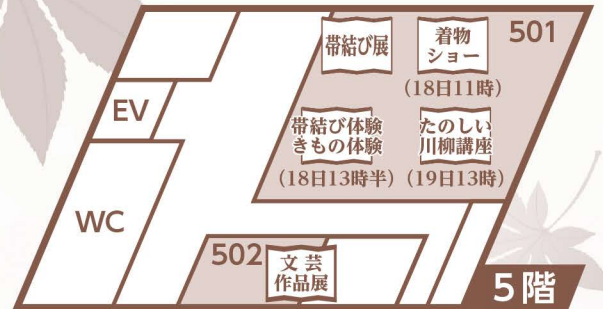 帯結び展
着物
ショー
501
(18日11時)
EV
帯結び体験
きもの体験
たのしい
川柳講座
(18日13時半)
(19日13時)
WC
502
文芸
作品展
5階